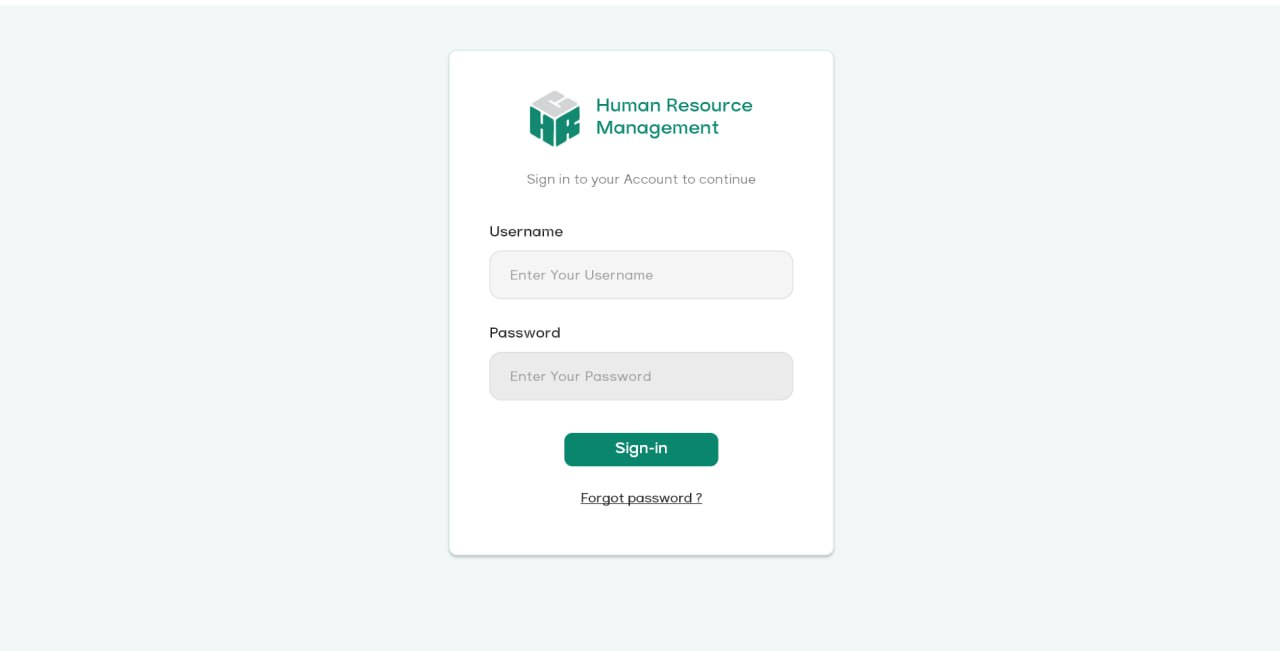 Human Resource
Management
Sign in to your Account to continue
Username
Enter Your Username
Password
Enter Your Password
Sign-in
Forgot password ?